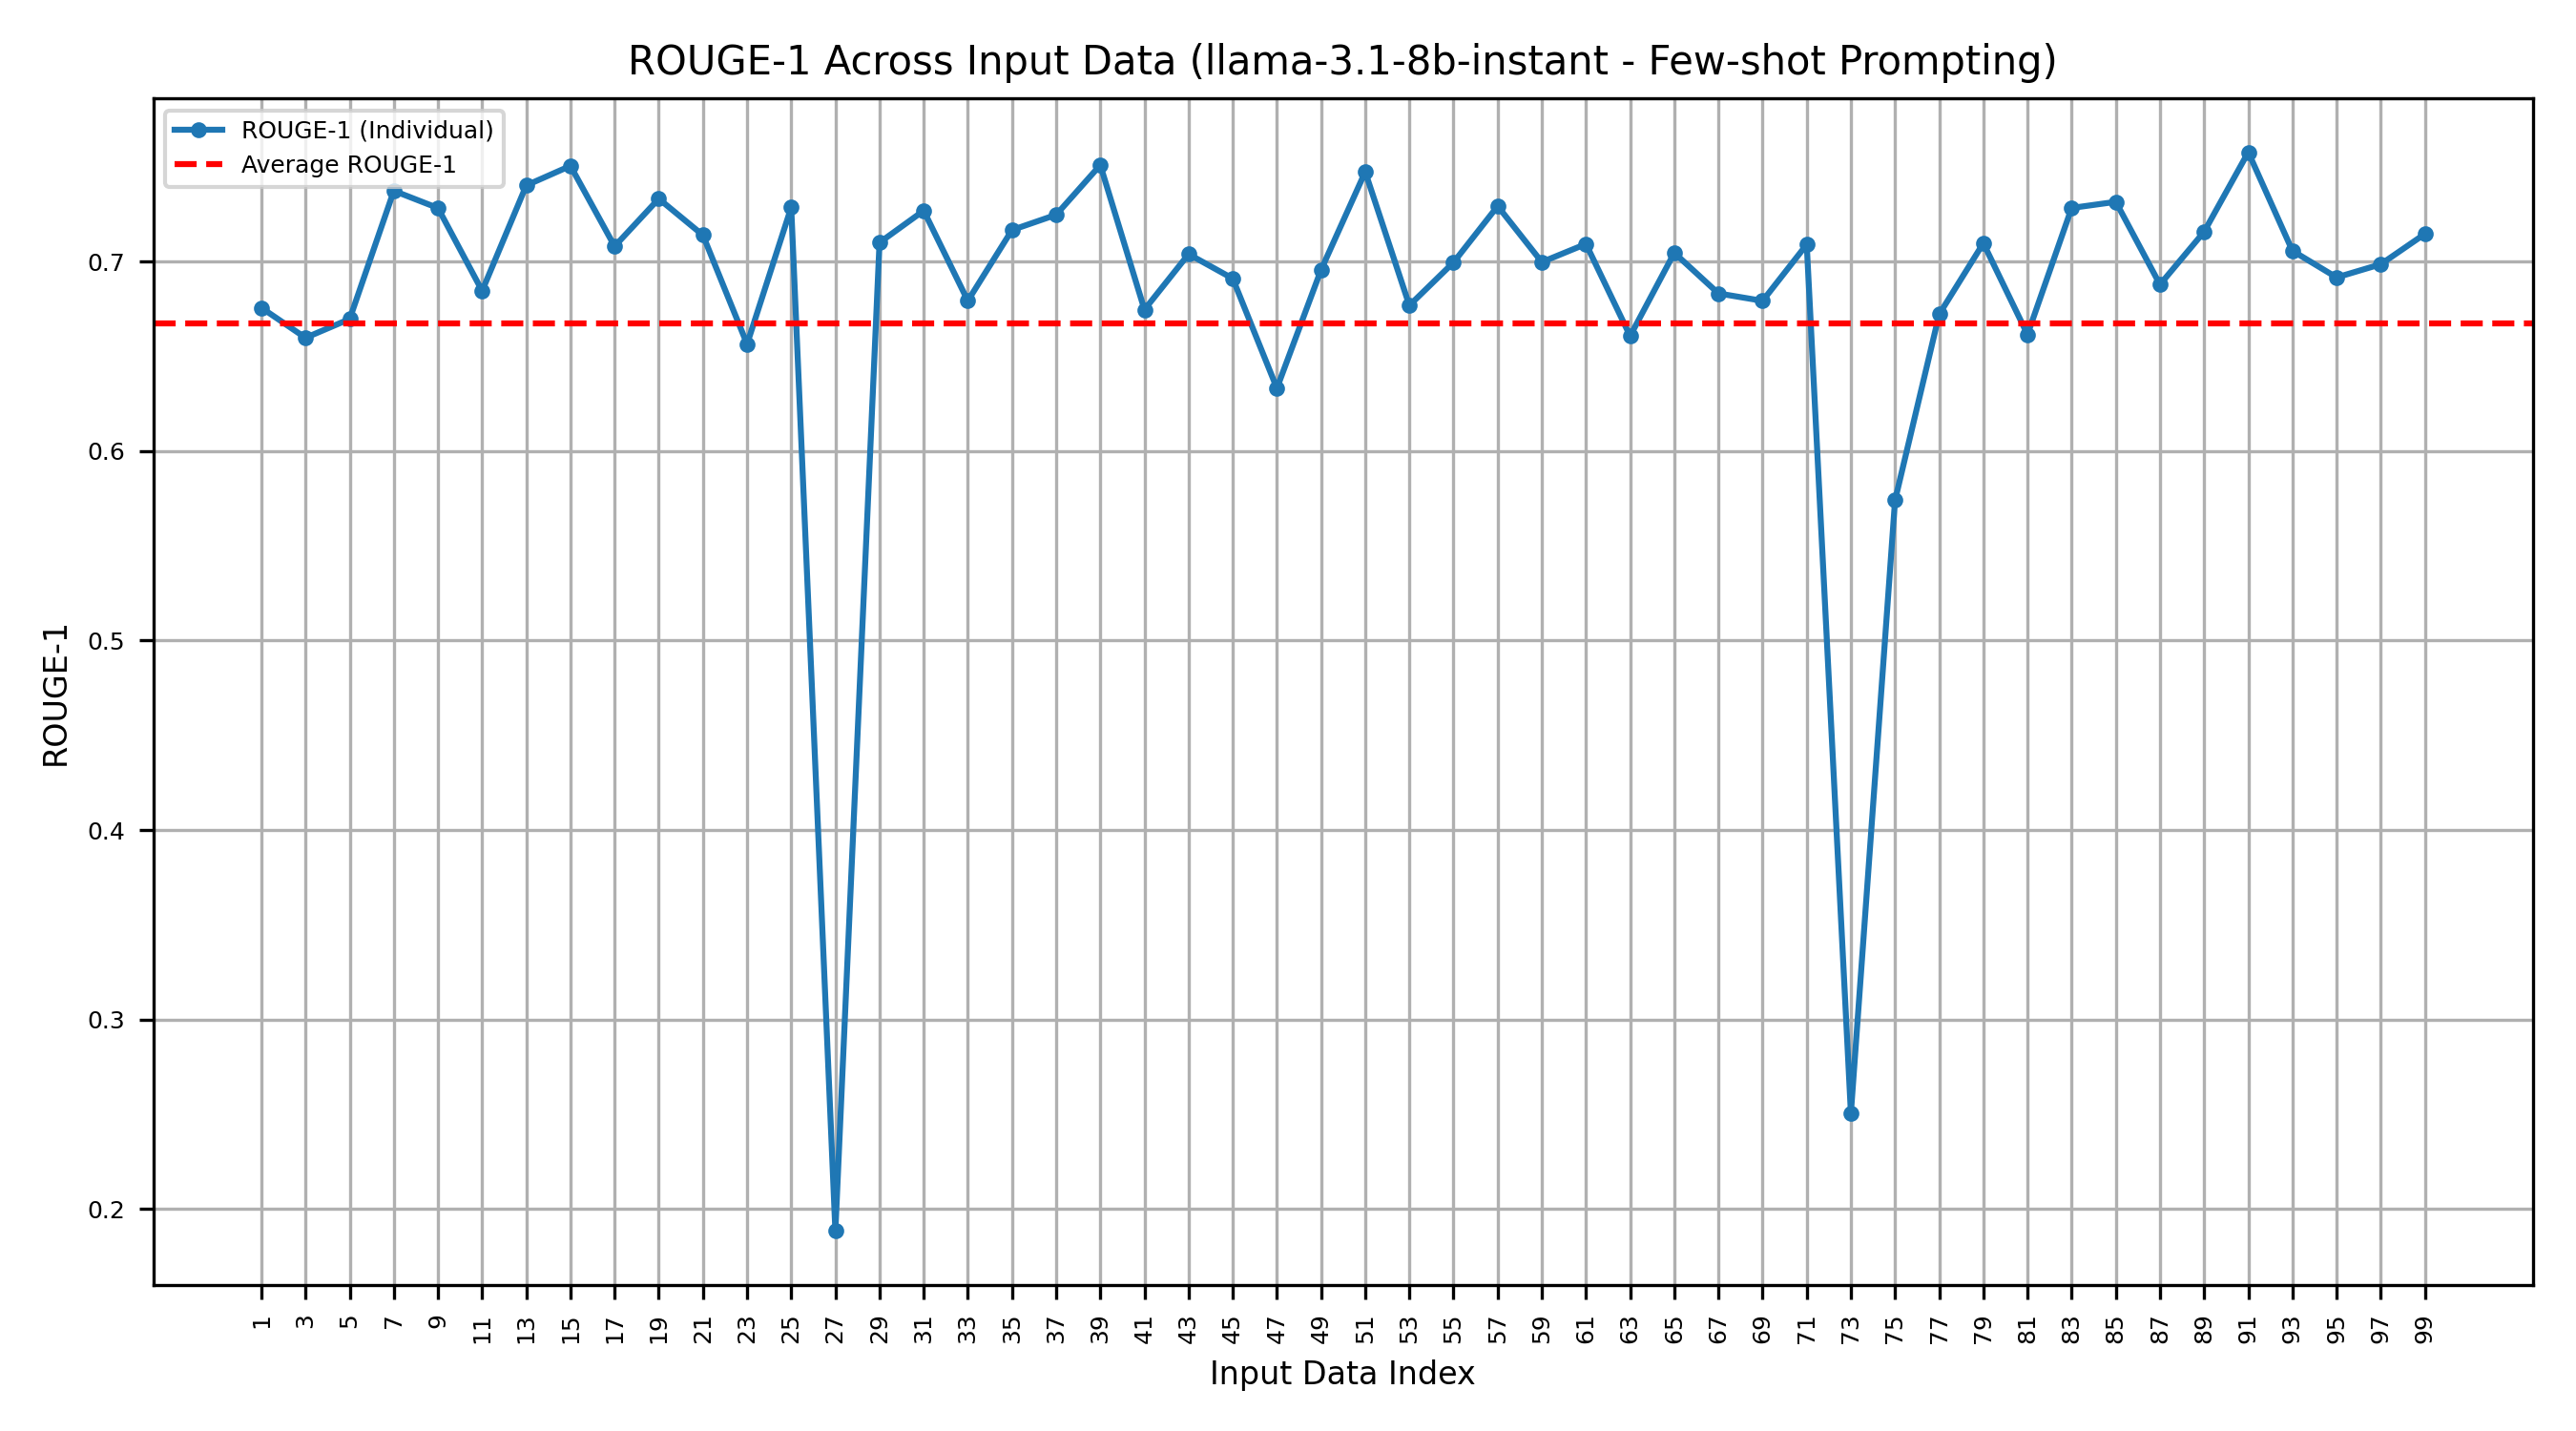 ROUGE-1 Across Input Data (llama-3.1-8b-instant - Few-shot Prompting)
ROUGE-1 (Individual)
Average ROUGE-1
ROUGE-1
0.7
0.6
0.5
0.4
0.3
0.2
1 3 5 7 9 11 13 15 17 19 21 23 25 27 29 31 33 35 37 39 41 43 45 47 49 51 53 55 57 59 61 63 65 67 69 71 73 75 77 79 81 83 85 87 89 91 93 95 97 99
Input Data Index